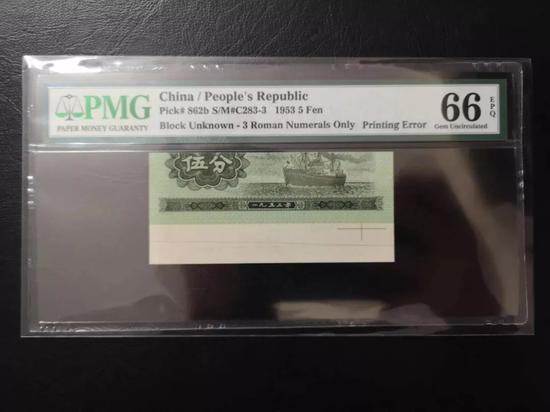 PMG
PAPER MONEY GUARANTY
China / People's Republic
Pick# 862b S/M#C283-3 1953 5 Fen
Block Unknown - 3 Roman Numerals Only Printing Error
66 EPQ
Gem Uncirculated
伍分
一九五三年